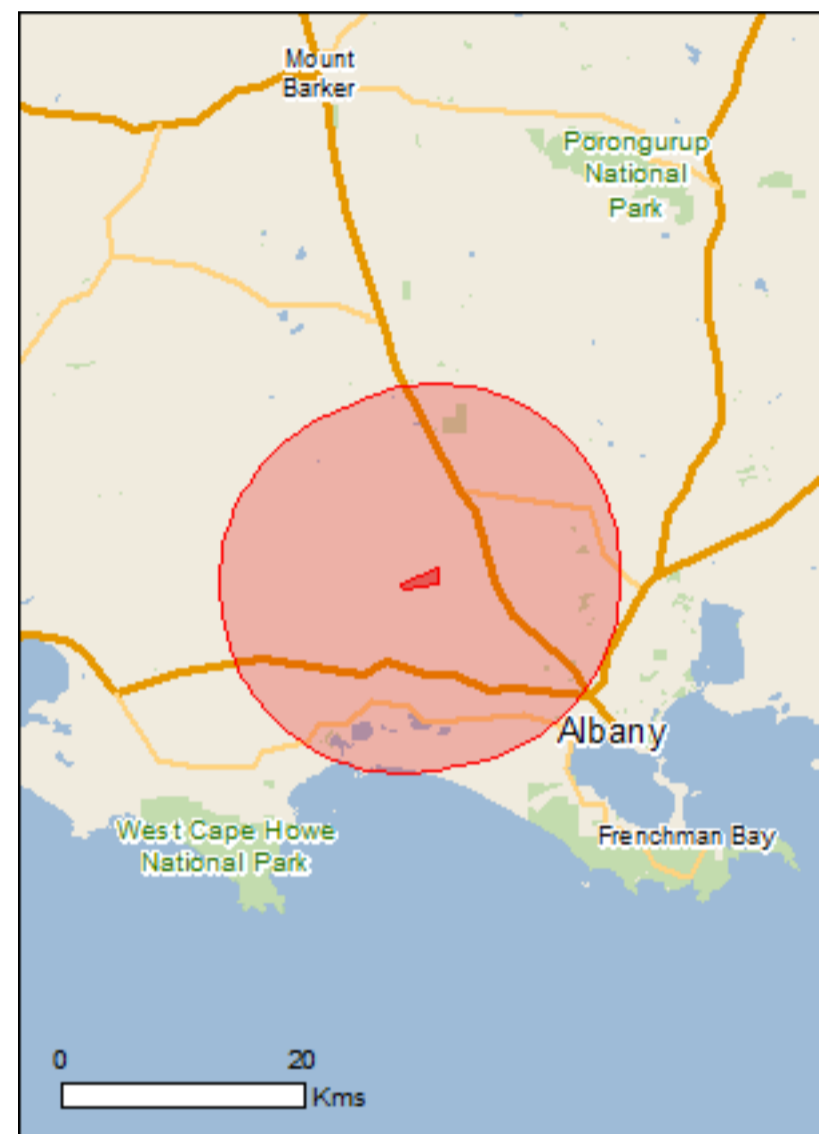 Mount
Barker
Porongurup
National
Park
Albany
West Cape Howe
National Park
Frenchman Bay
0 20
Kms